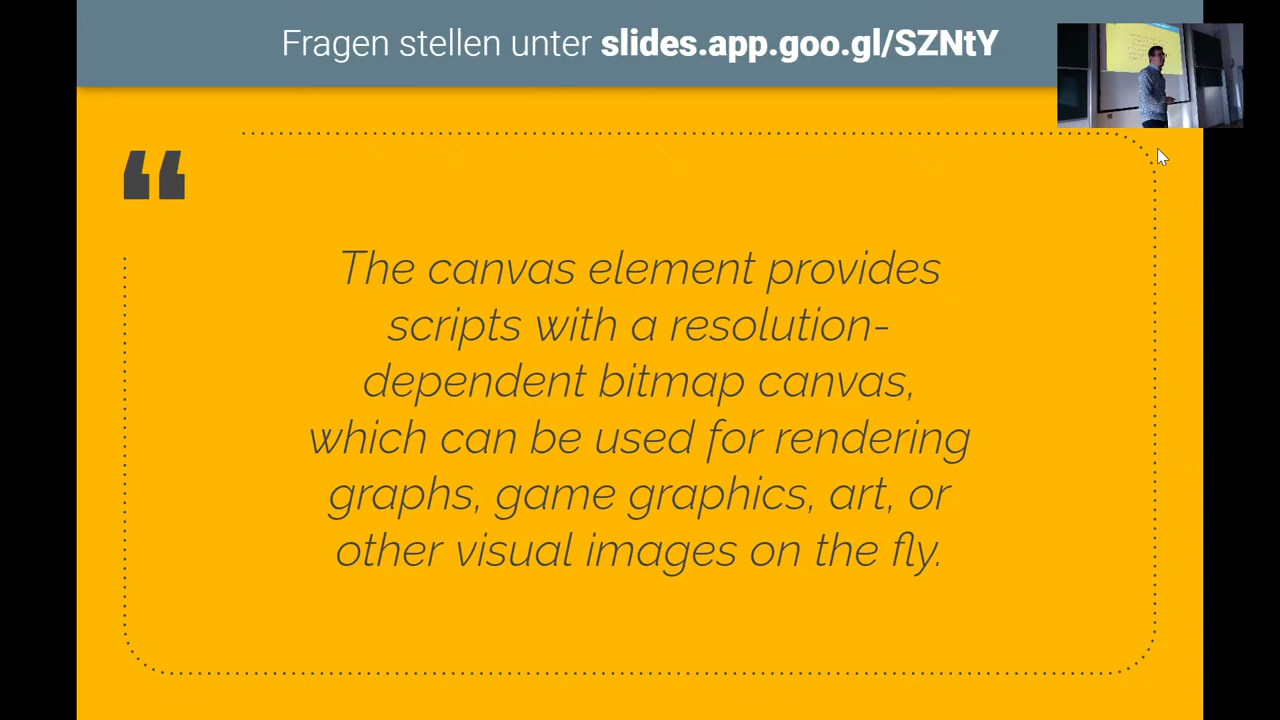 Fragen stellen unter slides.app.goo.gl/SZNtY
“
The canvas element provides
scripts with a resolution-
dependent bitmap canvas,
which can be used for rendering
graphs, game graphics, art, or
other visual images on the fly.